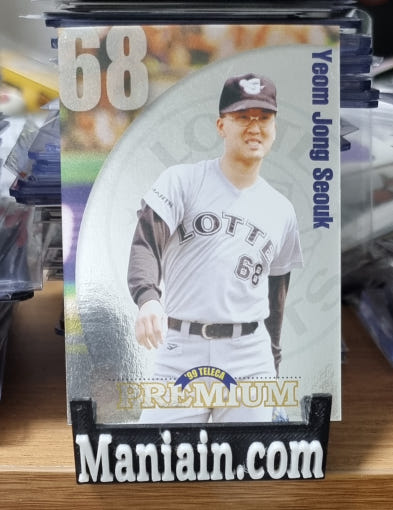 68
Yeom Jong Seouk
LOTTE
68
'99 TELECA
PREMIUM
Maniain.com